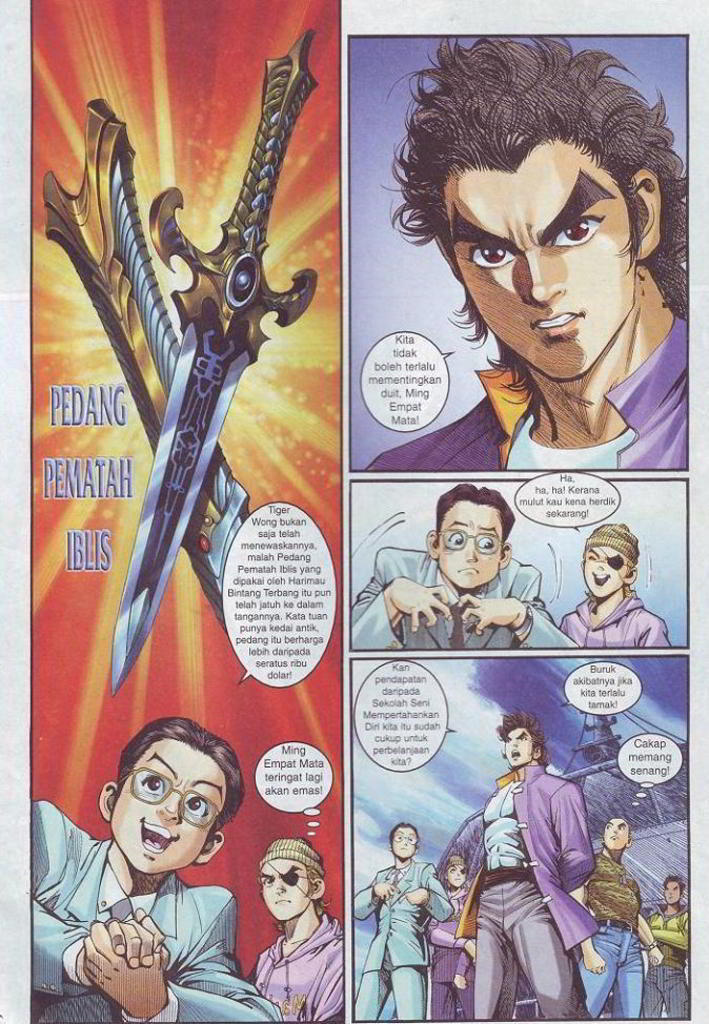 PEDANG
PEMATAH
IBLIS
Tiger
Wong bukan
saja telah
menewaskannya,
malah Pedang
Pematah Iblis yang
dipakai oleh Harimau
Bintang Terbang itu pun
telah jatuh ke dalam
tangannya. Kata tuan
punya kedai antik,
pedang itu berharga
lebih daripada
seratus ribu
dolar!
Ming
Empat Mata
teringat lagi
akan emas!
Kita
tidak
boleh terlalu
mementingkan
duit, Ming
Empat
Mata!
Ha,
ha, ha! Kerana
mulut kau kena herdik
sekarang!
Kan
pendapatan
daripada
Sekolah Seni
Mempertahankan
Diri kita itu sudah
cukup untuk
perbelanjaan
kita?
Buruk
akibatnya jika
kita terlalu
tamak!
Cakap
memang
senang!